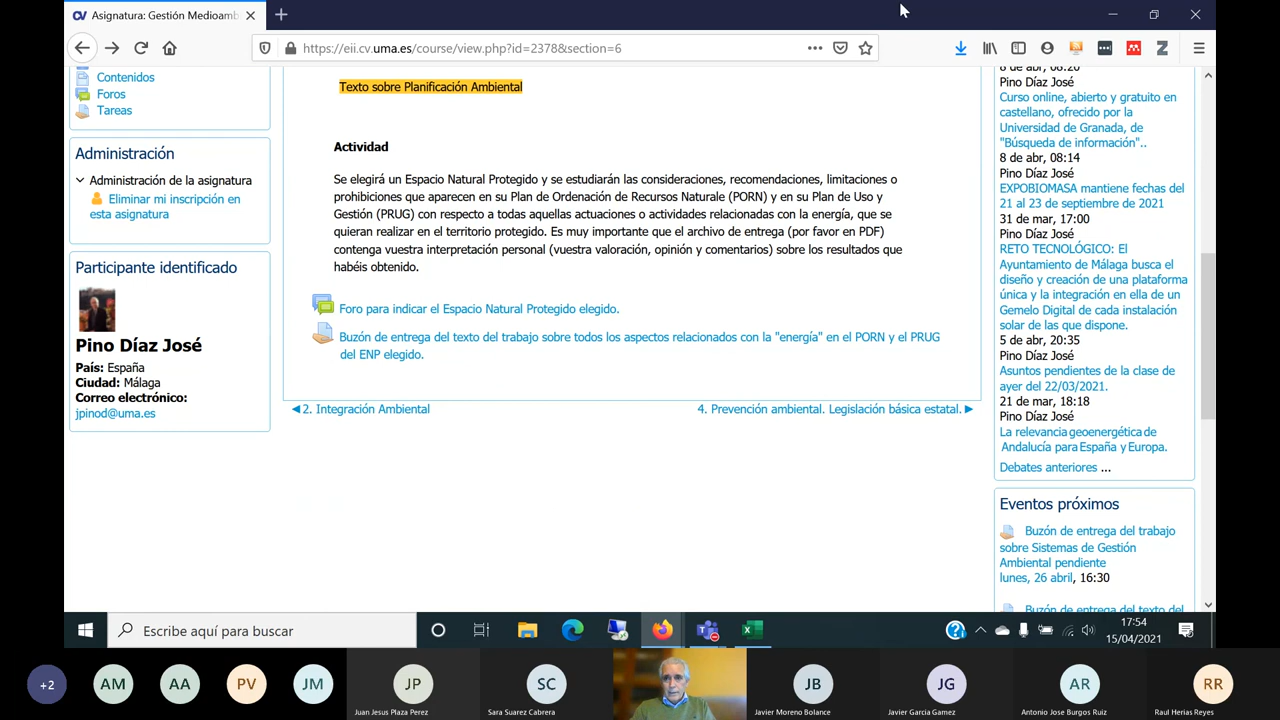 Asignatura: Gestión Medioamb
https://eii.cv.uma.es/course/view.php?id=2378&section=6
Contenidos
Foros
Tareas
Administración
Administración de la asignatura
Eliminar mi inscripción en
esta asignatura
Participante identificado
Pino Díaz José
País: España
Ciudad: Málaga
Correo electrónico:
jpinod@uma.es
Texto sobre Planificación Ambiental
Actividad
Se elegirá un Espacio Natural Protegido y se estudiarán las consideraciones, recomendaciones, limitaciones o
prohibiciones que aparecen en su Plan de Ordenación de Recursos Naturale (PORN) y en su Plan de Uso y
Gestión (PRUG) con respecto a todas aquellas actuaciones o actividades relacionadas con la energía, que se
quieran realizar en el territorio protegido. Es muy importante que el archivo de entrega (por favor en PDF)
contenga vuestra interpretación personal (vuestra valoración, opinión y comentarios) sobre los resultados que
habéis obtenido.
Foro para indicar el Espacio Natural Protegido elegido.
Buzón de entrega del texto del trabajo sobre todos los aspectos relacionados con la "energía" en el PORN y el PRUG
del ENP elegido.
◄2. Integración Ambiental
4. Prevención ambiental. Legislación básica estatal.►
8 de abr, 08:20
Pino Díaz José
Curso online, abierto y gratuito en
castellano, ofrecido por la
Universidad de Granada, de
"Búsqueda de información"..
8 de abr, 08:14
Pino Díaz José
EXPOBIOMASA mantiene fechas del
21 al 23 de septiembre de 2021
31 de mar, 17:00
Pino Díaz José
RETO TECNOLÓGICO: El
Ayuntamiento de Málaga busca el
diseño y creación de una plataforma
única y la integración en ella de un
Gemelo Digital de cada instalación
solar de las que dispone.
5 de abr, 20:35
Pino Díaz José
Asuntos pendientes de la clase de
ayer del 22/03/2021.
21 de mar, 18:18
Pino Díaz José
La relevancia geoenergética de
Andalucía para España y Europa.
Debates anteriores ...
Eventos próximos
Buzón de entrega del trabajo
sobre Sistemas de Gestión
Ambiental pendiente
lunes, 26 abril, 16:30
Buzón de entrega del texto del
Escribe aquí para buscar
17:54
15/04/2021
+2
AM
AA
PV
JM
JP
Juan Jesus Plaza Perez
SC
Sara Suarez Cabrera
JB
Javier Moreno Bolance
JG
Javier Garcia Gamez
AR
Antonio Jose Burgos Ruiz
RR
Raul Herias Reyes